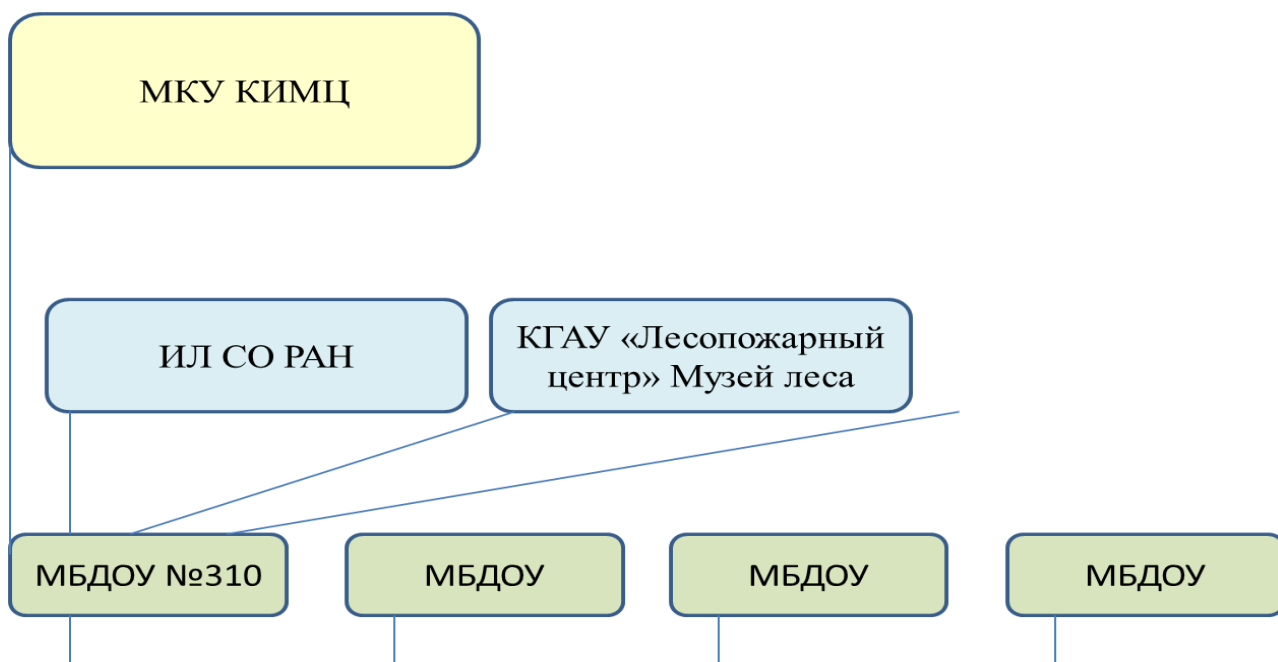 МКУ КИМЦ
ИЛ СО РАН
КГАУ «Лесопожарный
центр» Музей леса
МБДОУ №310
МБДОУ
МБДОУ
МБДОУ